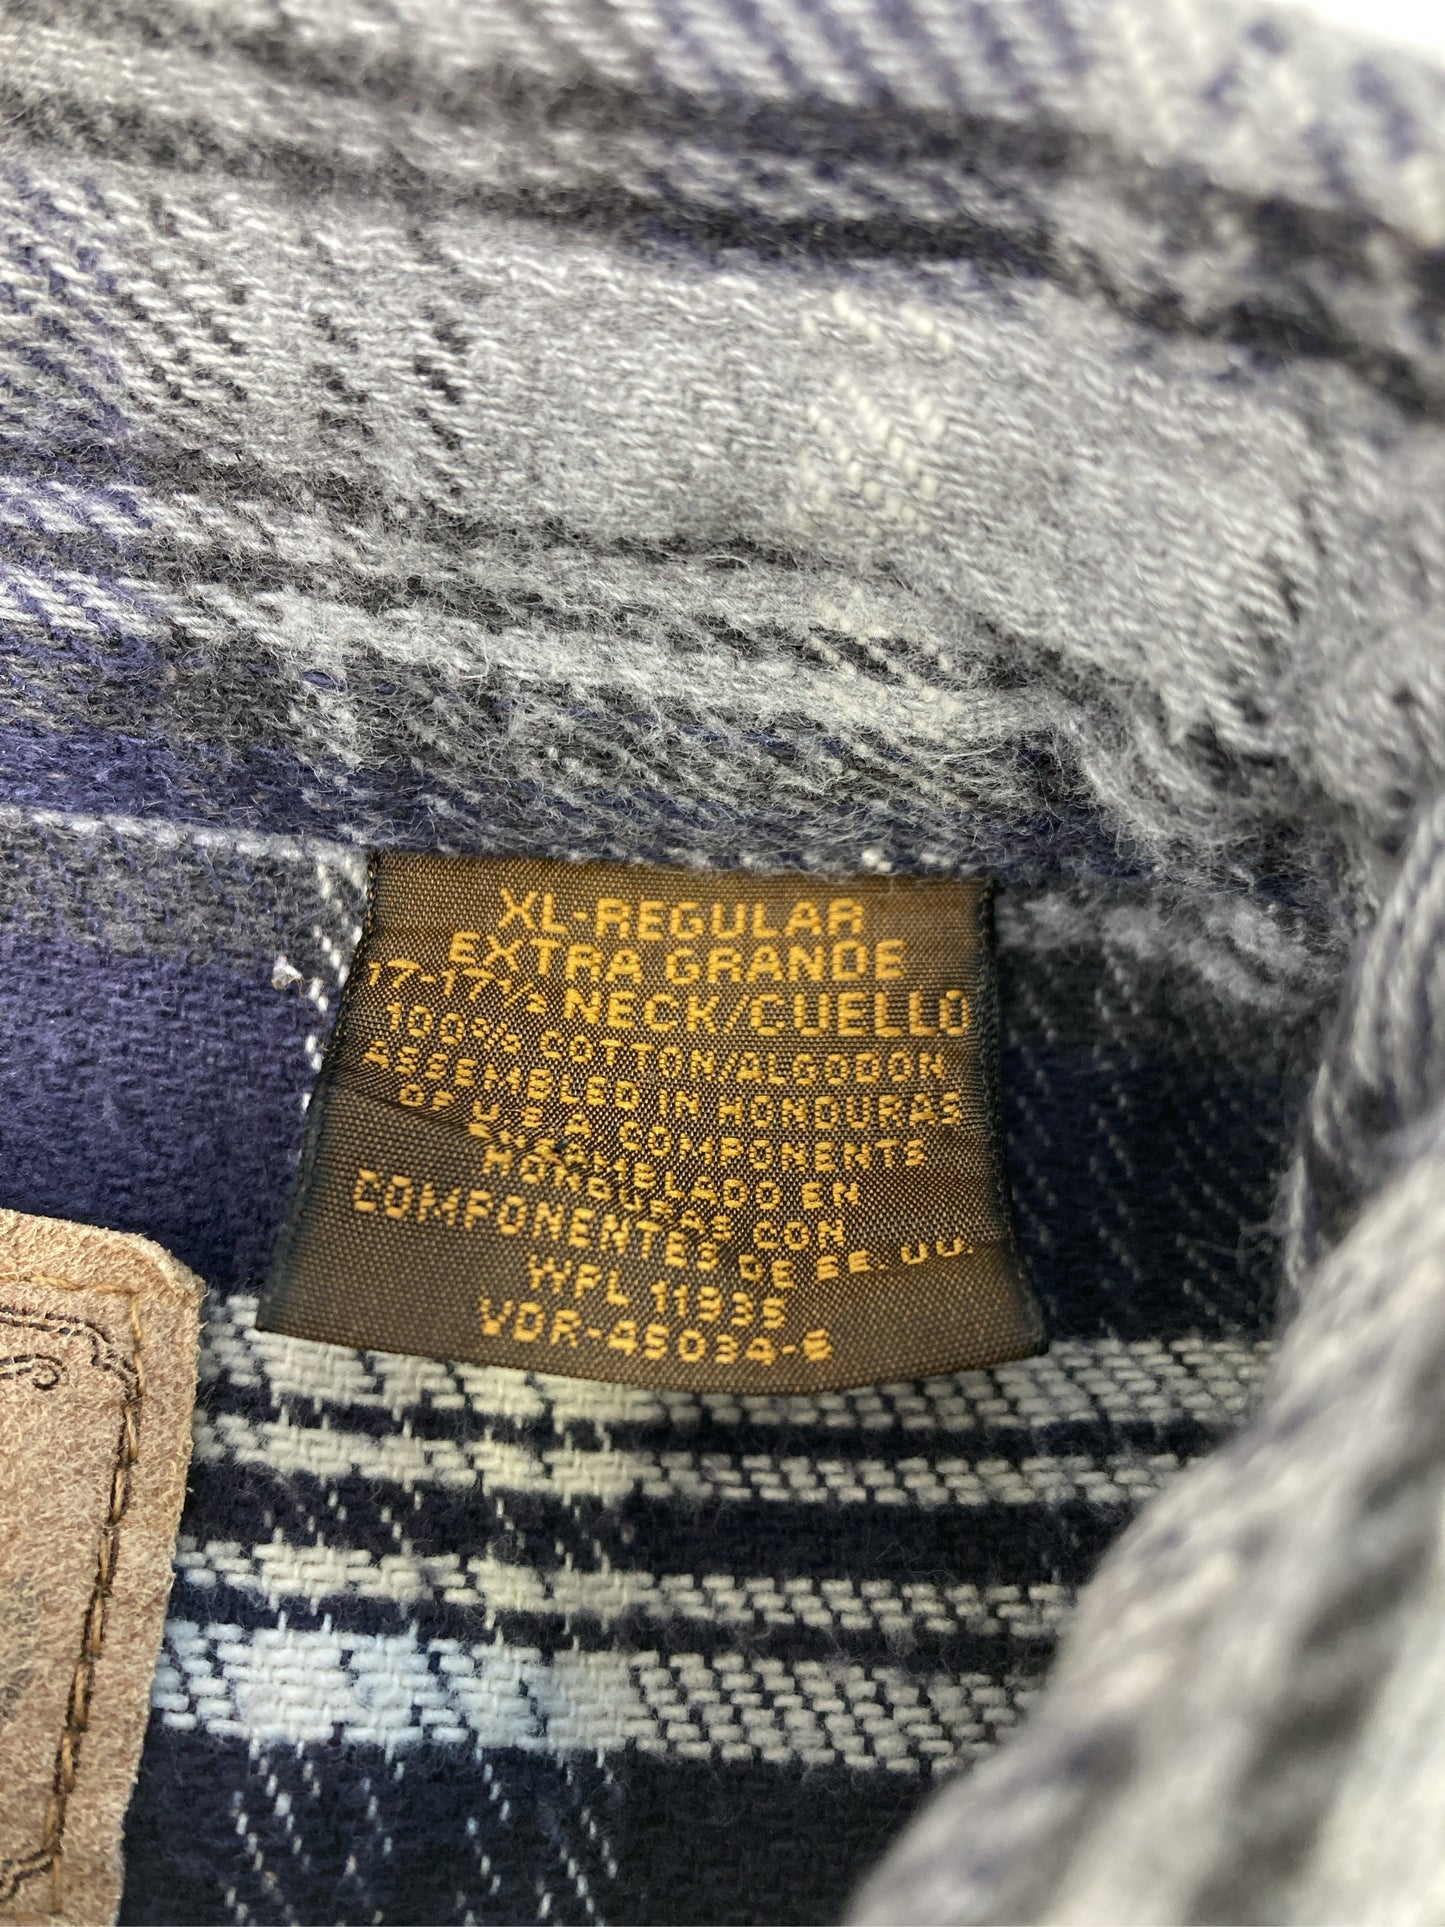 XL-REGULAR
EXTRA GRANDE
17-17½ NECK/CUELLO
100% COTTON/ALGODON
ASSEMBLED IN HONDURAS
OF U.S.A COMPONENTS
ENSAMBLADO EN
HONDURAS CON
COMPONENTES DE EE. UU.
WPL 11935
VDR-45034-6